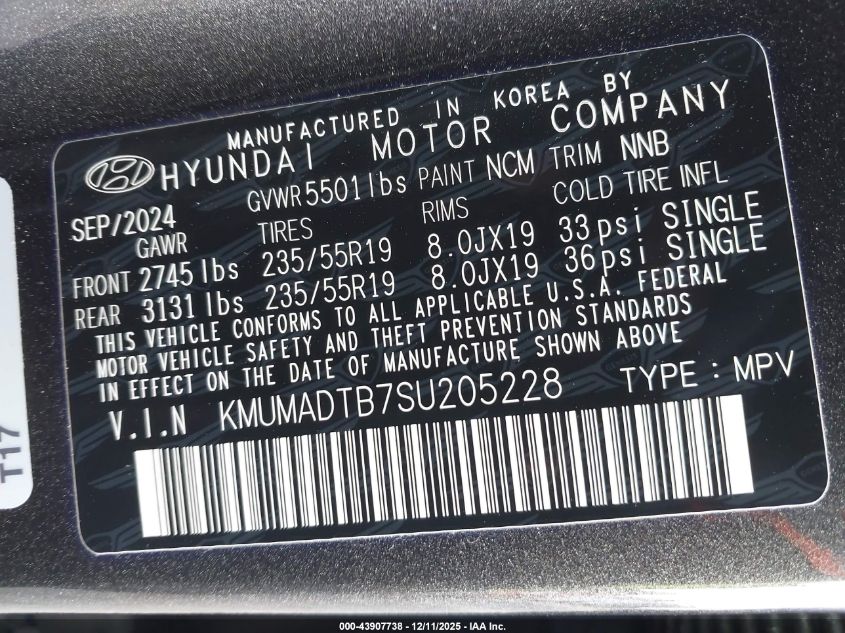 MANUFACTURED IN KOREA BY
HYUNDAI MOTOR COMPANY
SEP/2024 GVWR 5501 lbs PAINT NCM TRIM NNB
GAWR TIRES RIMS COLD TIRE INFL
FRONT 2745 lbs 235/55R19 8.0JX19 33 psi SINGLE
REAR 3131 lbs 235/55R19 8.0JX19 36 psi SINGLE
THIS VEHICLE CONFORMS TO ALL APPLICABLE U.S.A. FEDERAL
MOTOR VEHICLE SAFETY AND THEFT PREVENTION STANDARDS
IN EFFECT ON THE DATE OF MANUFACTURE SHOWN ABOVE
V.I.N KMUMADTB7SU205228 TYPE : MPV
T17
000-43907738 - 12/11/2025 - IAA Inc.